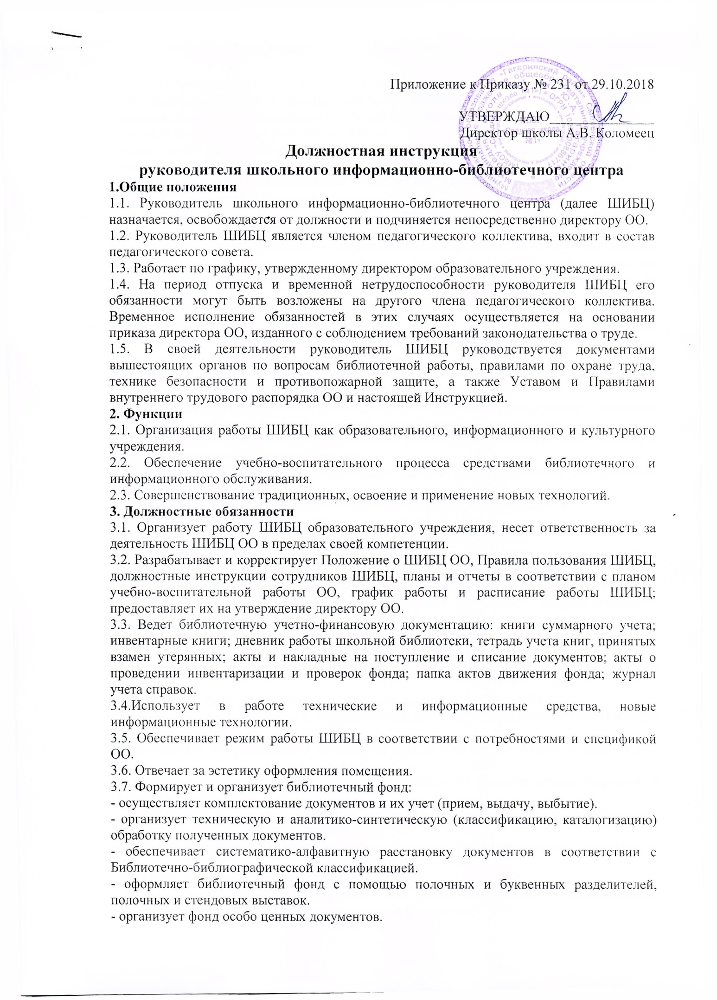 Приложение к Приказу № 231 от 29.10.2018
УТВЕРЖДАЮ_______________
Директор школы А.В. Коломеец
Должностная инструкция
руководителя школьного информационно-библиотечного центра
1.Общие положения
1.1. Руководитель школьного информационно-библиотечного центра (далее ШИБЦ)
назначается, освобождается от должности и подчиняется непосредственно директору ОО.
1.2. Руководитель ШИБЦ является членом педагогического коллектива, входит в состав
педагогического совета.
1.3. Работает по графику, утвержденному директором образовательного учреждения.
1.4. На период отпуска и временной нетрудоспособности руководителя ШИБЦ его
обязанности могут быть возложены на другого члена педагогического коллектива.
Временное исполнение обязанностей в этих случаях осуществляется на основании
приказа директора ОО, изданного с соблюдением требований законодательства о труде.
1.5. В своей деятельности руководитель ШИБЦ руководствуется документами
вышестоящих органов по вопросам библиотечной работы, правилами по охране труда,
технике безопасности и противопожарной защите, а также Уставом и Правилами
внутреннего трудового распорядка ОО и настоящей Инструкцией.
2. Функции
2.1. Организация работы ШИБЦ как образовательного, информационного и культурного
учреждения.
2.2. Обеспечение учебно-воспитательного процесса средствами библиотечного и
информационного обслуживания.
2.3. Совершенствование традиционных, освоение и применение новых технологий.
3. Должностные обязанности
3.1. Организует работу ШИБЦ образовательного учреждения, несет ответственность за
деятельность ШИБЦ ОО в пределах своей компетенции.
3.2. Разрабатывает и корректирует Положение о ШИБЦ ОО, Правила пользования ШИБЦ,
должностные инструкции сотрудников ШИБЦ, планы и отчеты в соответствии с планом
учебно-воспитательной работы ОО, график работы и расписание работы ШИБЦ;
предоставляет их на утверждение директору ОО.
3.3. Ведет библиотечную учетно-финансовую документацию: книги суммарного учета;
инвентарные книги; дневник работы школьной библиотеки, тетрадь учета книг, принятых
взамен утерянных; акты и накладные на поступление и списание документов; акты о
проведении инвентаризации и проверок фонда; папка актов движения фонда; журнал
учета справок.
3.4.Использует в работе технические и информационные средства, новые
информационные технологии.
3.5. Обеспечивает режим работы ШИБЦ в соответствии с потребностями и спецификой
ОО.
3.6. Отвечает за эстетику оформления помещения.
3.7. Формирует и организует библиотечный фонд:
- осуществляет комплектование документов и их учет (прием, выдачу, выбытие).
- организует техническую и аналитико-синтетическую (классификацию, каталогизацию)
обработку полученных документов.
- обеспечивает систематико-алфавитную расстановку документов в соответствии с
Библиотечно-библиографической классификацией.
- оформляет библиотечный фонд с помощью полочных и буквенных разделителей,
полочных и стендовых выставок.
- организует фонд особо ценных документов.